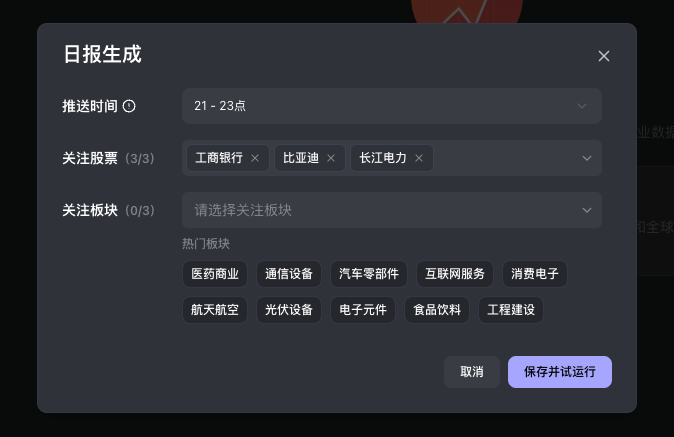 日报生成
推送时间
21 - 23点
业数据
关注股票 (3/3)
工商银行 比亚迪 长江电力
关注板块 (0/3)
请选择关注板块
和全球
热门板块
医药商业 通信设备 汽车零部件 互联网服务 消费电子
航天航空 光伏设备 电子元件 食品饮料 工程建设
取消 保存并试运行